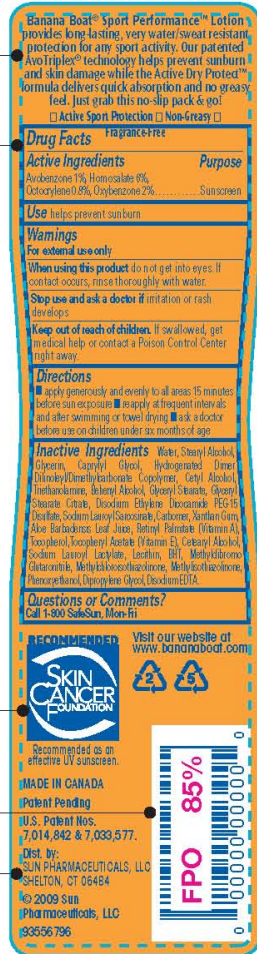 Banana Boat® Sport Performance™ Lotion
provides long-lasting, very water/sweat resistant
protection for any sport activity. Our patented
AvoTriplex® technology helps prevent sunburn
and skin damage while the Active Dry Protect™
formula delivers quick absorption and no greasy
feel. Just grab this no-slip pack & go!
□ Active Sport Protection □ Non-Greasy □
Fragrance-Free
Drug Facts
Active Ingredients Purpose
Avobenzone 1%, Homosalate 6%,
Octocrylene 0.8%, Oxybenzone 2%............Sunscreen
Use helps prevent sunburn
Warnings
For external use only
When using this product do not get into eyes. If
contact occurs, rinse thoroughly with water.
Stop use and ask a doctor if irritation or rash
develops
Keep out of reach of children. If swallowed, get
medical help or contact a Poison Control Center
right away.
Directions
■ apply generously and evenly to all areas 15 minutes
before sun exposure ■ reapply at frequent intervals
and after swimming or towel drying ■ ask a doctor
before use on children under six months of age
Inactive Ingredients Water, Stearyl Alcohol,
Glycerin, Caprylyl Glycol, Hydrogenated Dimer
Dilinoleyl/Dimethylcarbonate Copolymer, Cetyl Alcohol,
Triethanolamine, Behenyl Alcohol, Glyceryl Stearate, Glyceryl
Stearate Citrate, Disodium Ethylene Dicocamide PEG-15
Disulfate, Sodium Lauroyl Sarcosinate, Carbomer, Xanthan Gum,
Aloe Barbadensis Leaf Juice, Retinyl Palmitate (Vitamin A),
Tocopherol, Tocopheryl Acetate (Vitamin E), Cetearyl Alcohol,
Sodium Lauroyl Lactylate, Lecithin, BHT, Methyldibromo
Glutaronitrile, Methylchloroisothiazolinone, Methylisothiazolinone,
Phenoxyethanol, Dipropylene Glycol, Disodium EDTA.
Questions or Comments?
Call 1-800 SafeSun, Mon-Fri
RECOMMENDED
SKIN
CANCER
FOUNDATION
Recommended as an
effective UV sunscreen.
Visit our website at
www.bananaboat.com
2 5
MADE IN CANADA
Patent Pending
U.S. Patent Nos.
7,014,842 & 7,033,577.
Dist. by:
SUN PHARMACEUTICALS, LLC
SHELTON, CT 06484
© 2009 Sun
Pharmaceuticals, LLC
93556796
FPO 85%
0 00000 00000 0